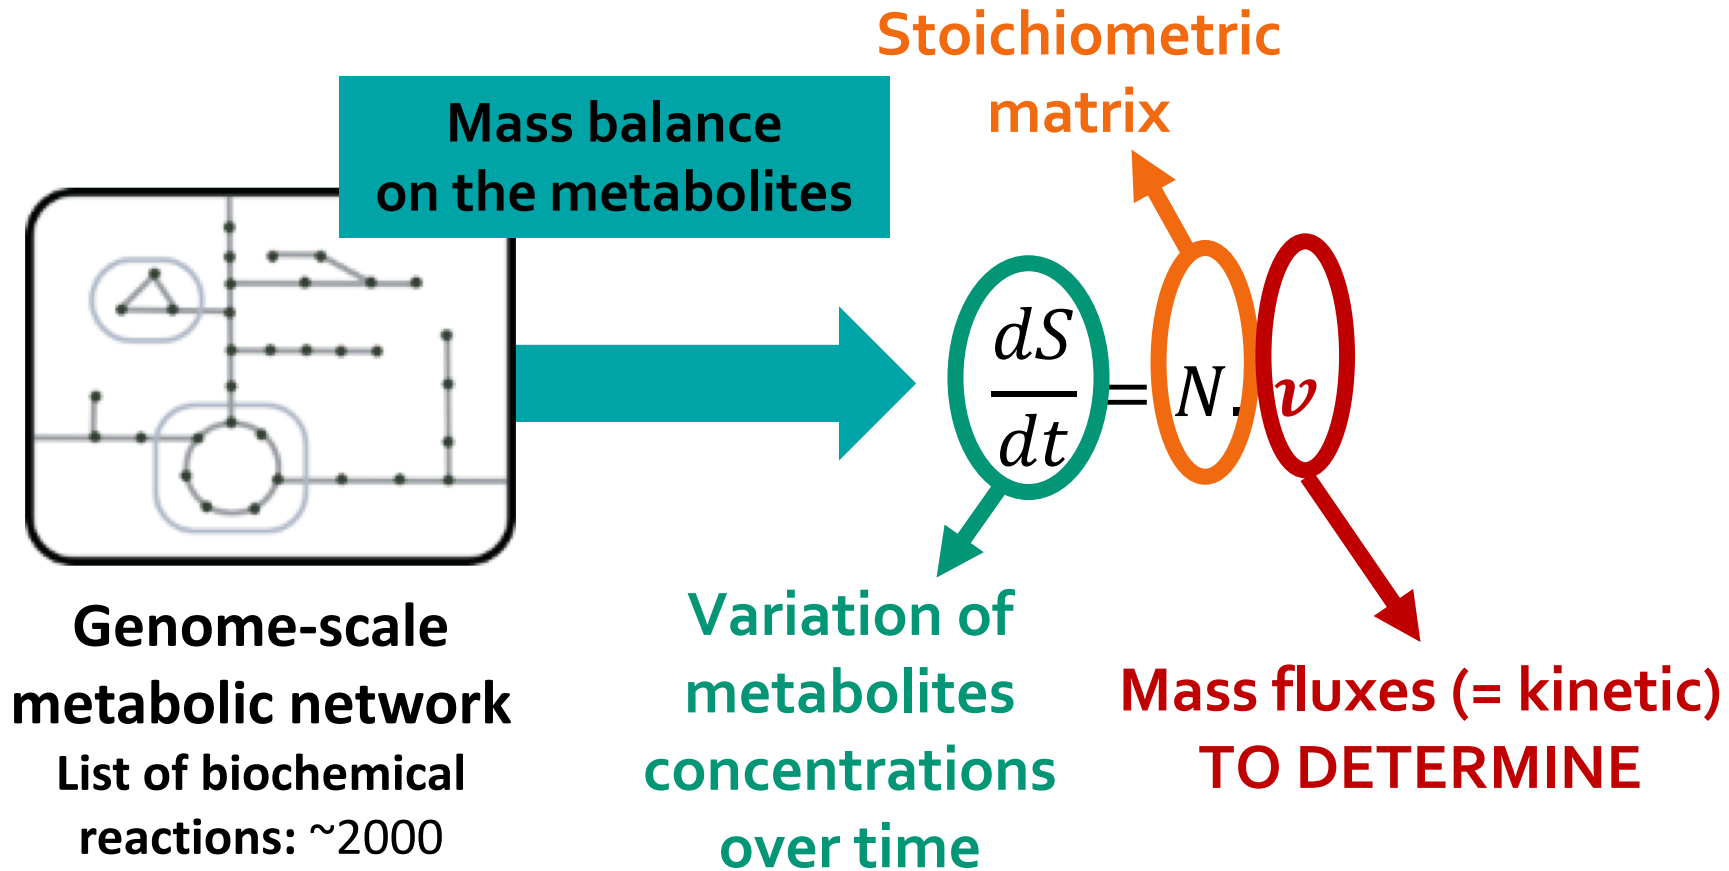 Stoichiometric
matrix
Mass balance
on the metabolites
dS/dt = N. v
Genome-scale
metabolic network
List of biochemical
reactions: ~2000
Variation of
metabolites
concentrations
over time
Mass fluxes (= kinetic)
TO DETERMINE